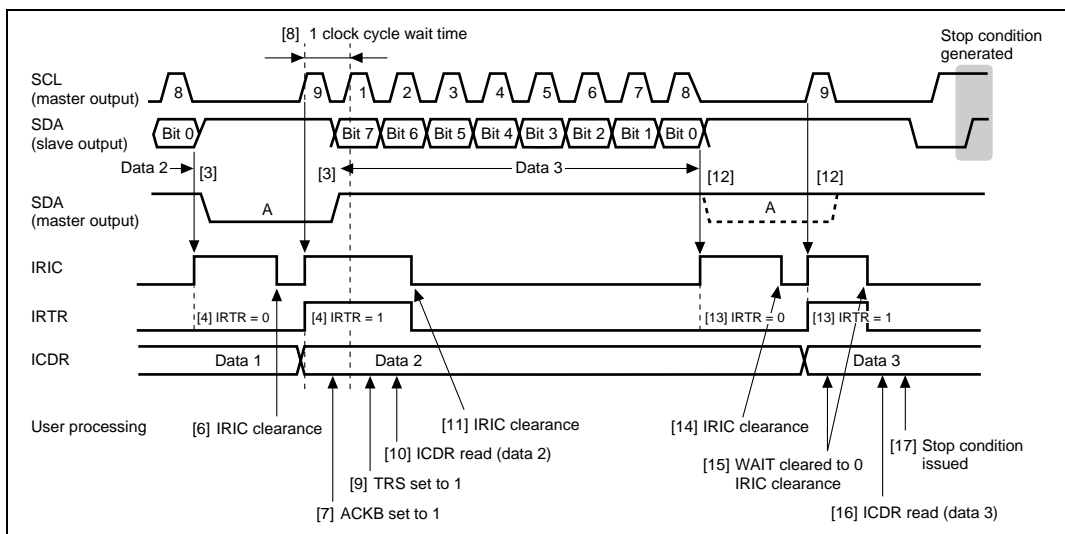 [8] 1 clock cycle wait time
Stop condition
generated
SCL
(master output)
8 9 1 2 3 4 5 6 7 8 9
SDA
(slave output)
Bit 0 Bit 7 Bit 6 Bit 5 Bit 4 Bit 3 Bit 2 Bit 1 Bit 0
Data 2 [3] [3] Data 3 [12] [12]
SDA
(master output)
A A
IRIC
IRTR
[4] IRTR = 0 [4] IRTR = 1 [13] IRTR = 0 [13] IRTR = 1
ICDR
Data 1 Data 2 Data 3
User processing
[6] IRIC clearance
[11] IRIC clearance
[14] IRIC clearance
[10] ICDR read (data 2)
[17] Stop condition
issued
[15] WAIT cleared to 0
IRIC clearance
[9] TRS set to 1
[7] ACKB set to 1
[16] ICDR read (data 3)